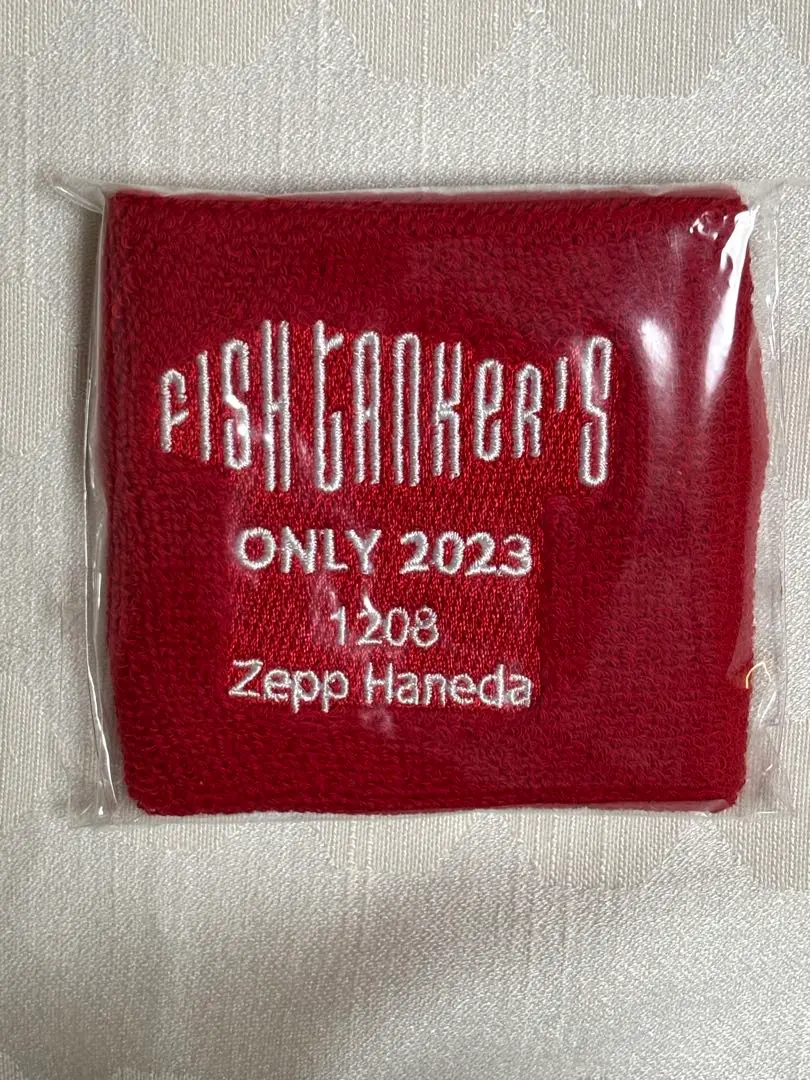 FISH tANKeR'S
ONLY 2023
1208
Zepp Haneda